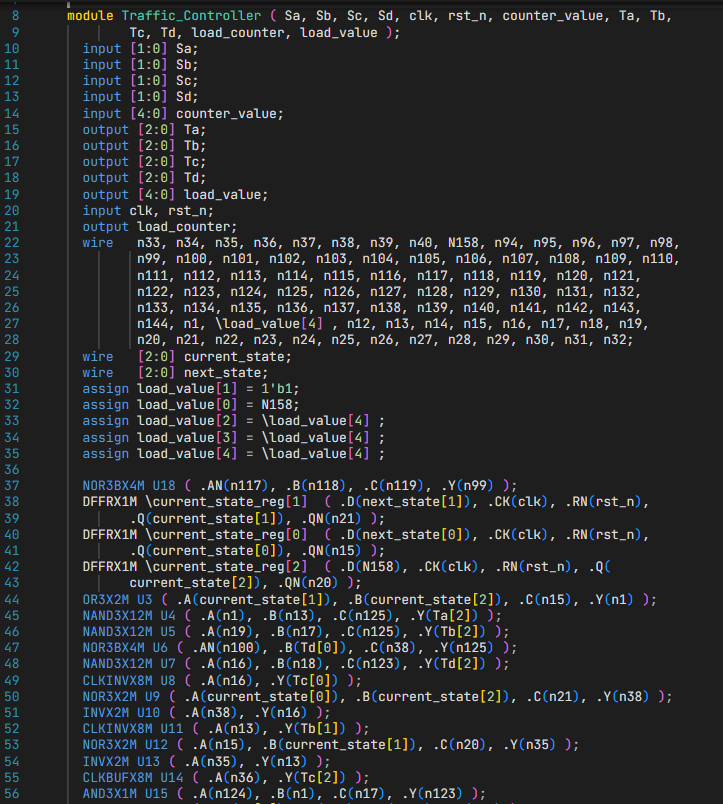 8 module Traffic_Controller ( Sa, Sb, Sc, Sd, clk, rst_n, counter_value, Ta, Tb,
9 Tc, Td, load_counter, load_value );
10 input [1:0] Sa;
11 input [1:0] Sb;
12 input [1:0] Sc;
13 input [1:0] Sd;
14 input [4:0] counter_value;
15 output [2:0] Ta;
16 output [2:0] Tb;
17 output [2:0] Tc;
18 output [2:0] Td;
19 output [4:0] load_value;
20 input clk, rst_n;
21 output load_counter;
22 wire n33, n34, n35, n36, n37, n38, n39, n40, N158, n94, n95, n96, n97, n98,
23 n99, n100, n101, n102, n103, n104, n105, n106, n107, n108, n109, n110,
24 n111, n112, n113, n114, n115, n116, n117, n118, n119, n120, n121,
25 n122, n123, n124, n125, n126, n127, n128, n129, n130, n131, n132,
26 n133, n134, n135, n136, n137, n138, n139, n140, n141, n142, n143,
27 n144, n1, \load_value[4] , n12, n13, n14, n15, n16, n17, n18, n19,
28 n20, n21, n22, n23, n24, n25, n26, n27, n28, n29, n30, n31, n32;
29 wire [2:0] current_state;
30 wire [2:0] next_state;
31 assign load_value[1] = 1'b1;
32 assign load_value[0] = N158;
33 assign load_value[2] = \load_value[4] ;
34 assign load_value[3] = \load_value[4] ;
35 assign load_value[4] = \load_value[4] ;
36
37 NOR3BX4M U18 ( .AN(n117), .B(n118), .C(n119), .Y(n99) );
38 DFFRX1M \current_state_reg[1] ( .D(next_state[1]), .CK(clk), .RN(rst_n),
39 .Q(current_state[1]), .QN(n21) );
40 DFFRX1M \current_state_reg[0] ( .D(next_state[0]), .CK(clk), .RN(rst_n),
41 .Q(current_state[0]), .QN(n15) );
42 DFFRX1M \current_state_reg[2] ( .D(N158), .CK(clk), .RN(rst_n), .Q(
43 current_state[2]), .QN(n20) );
44 OR3X2M U3 ( .A(current_state[1]), .B(current_state[2]), .C(n15), .Y(n1) );
45 NAND3X12M U4 ( .A(n1), .B(n13), .C(n125), .Y(Ta[2]) );
46 NAND3X12M U5 ( .A(n19), .B(n17), .C(n125), .Y(Tb[2]) );
47 NOR3BX4M U6 ( .AN(n100), .B(Td[0]), .C(n38), .Y(n125) );
48 NAND3X12M U7 ( .A(n16), .B(n18), .C(n123), .Y(Td[2]) );
49 CLKINVX8M U8 ( .A(n16), .Y(Tc[0]) );
50 NOR3X2M U9 ( .A(current_state[0]), .B(current_state[2]), .C(n21), .Y(n38) );
51 INVX2M U10 ( .A(n38), .Y(n16) );
52 CLKINVX8M U11 ( .A(n13), .Y(Tb[1]) );
53 NOR3X2M U12 ( .A(n15), .B(current_state[1]), .C(n20), .Y(n35) );
54 INVX2M U13 ( .A(n35), .Y(n13) );
55 CLKBUFX8M U14 ( .A(n36), .Y(Tc[2]) );
56 AND3X1M U15 ( .A(n124), .B(n1), .C(n17), .Y(n123) );